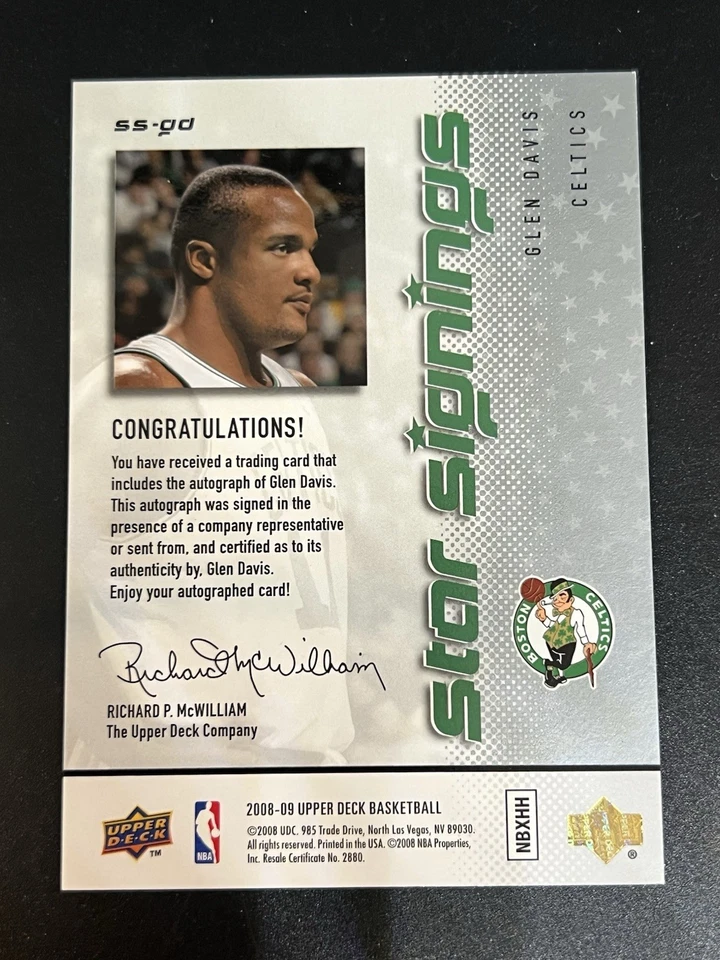 ss-gd
GLEN DAVIS
CELTICS
star signings
CONGRATULATIONS!
You have received a trading card that
includes the autograph of Glen Davis.
This autograph was signed in the
presence of a company representative
or sent from, and certified as to its
authenticity by, Glen Davis.
Enjoy your autographed card!
Richard P. McWilliam
RICHARD P. McWILLIAM
The Upper Deck Company
BOSTON CELTICS
UPPER
DECK
TM
NBA
2008-09 UPPER DECK BASKETBALL
©2008 UDC. 985 Trade Drive, North Las Vegas, NV 89030.
All rights reserved. Printed in the USA. ©2008 NBA Properties,
Inc. Resale Certificate No. 2880.
NBXHH
®